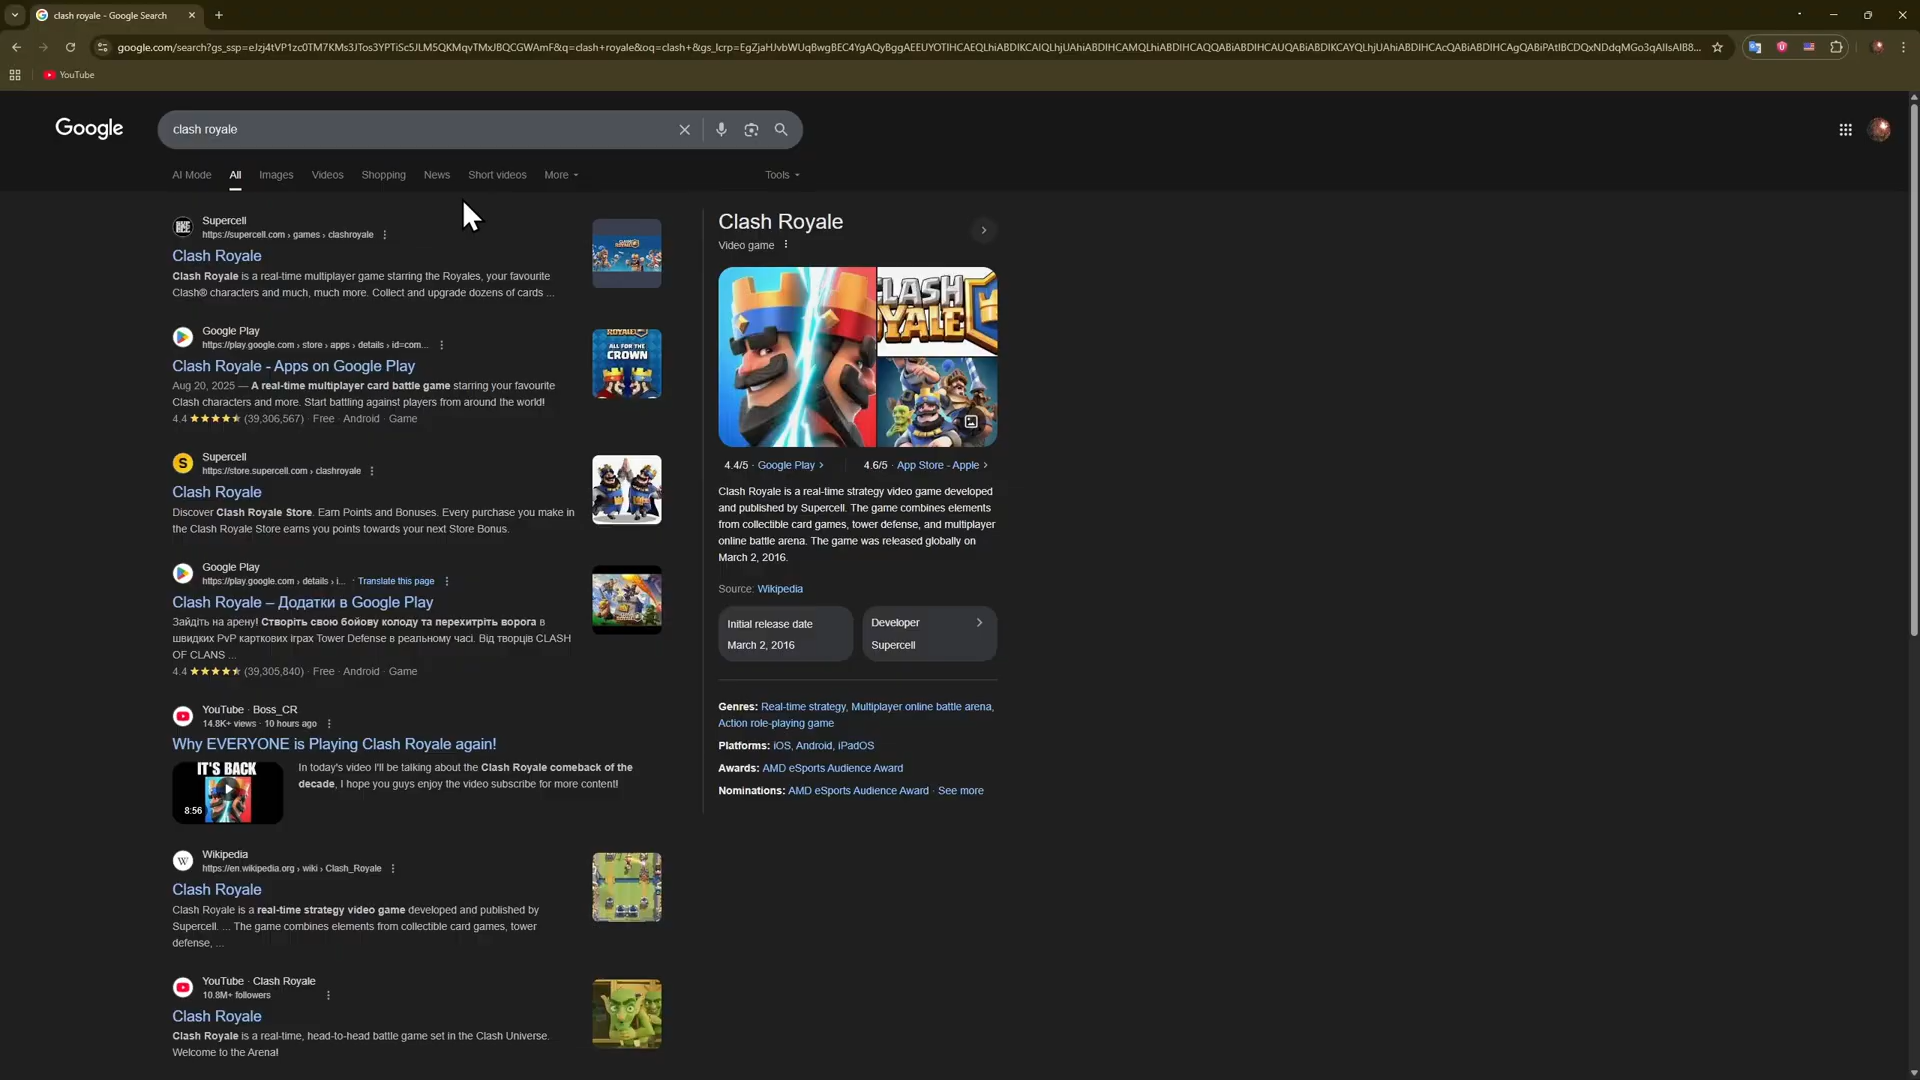 clash royale - Google Search
google.com/search?gs_ssp=eJzj4tVP1zc0TM7KMs3JTos3YPTiSc5JLM5QKMqvTMxJBQCGWAmF&q=clash+royale&oq=clash+&gs_lcrp=EgZjaHJvbWUqBwgBEC4YgAQyBggAEEUYOTIHCAEQLhiABDIKCAIQLhjUAhiABDIHCAMQLhiABDIHCAQQABiABDIHCAUQABiABDIKCAYQLhjUAhiABDIHCAcQABiABDIHCAgQABiPAtIBCDQxNDdqMGo3qAIIsAIB8...
YouTube
Google
clash royale
AI Mode All Images Videos Shopping News Short videos More Tools
Supercell
https://supercell.com › games › clashroyale
Clash Royale
Clash Royale is a real-time multiplayer game starring the Royales, your favourite
Clash® characters and much, much more. Collect and upgrade dozens of cards ...
Google Play
https://play.google.com › store › apps › details › id=com...
Clash Royale - Apps on Google Play
Aug 20, 2025 — A real-time multiplayer card battle game starring your favourite
Clash characters and more. Start battling against players from around the world!
4.4 (39,306,567) · Free · Android · Game
ROYALE
ALL FOR THE
CROWN
Supercell
https://store.supercell.com › clashroyale
Clash Royale
Discover Clash Royale Store. Earn Points and Bonuses. Every purchase you make in
the Clash Royale Store earns you points towards your next Store Bonus.
Google Play
https://play.google.com › details › i... · Translate this page
Clash Royale – Додатки в Google Play
Зайдіть на арену! Створіть свою бойову колоду та перехитріть ворога в
швидких PvP карткових іграх Tower Defense в реальному часі. Від творців CLASH
OF CLANS ...
4.4 (39,305,840) · Free · Android · Game
YouTube · Boss_CR
14.8K+ views · 10 hours ago
Why EVERYONE is Playing Clash Royale again!
IT'S BACK
8:56
In today's video I'll be talking about the Clash Royale comeback of the
decade, I hope you guys enjoy the video subscribe for more content!
Wikipedia
https://en.wikipedia.org › wiki › Clash_Royale
Clash Royale
Clash Royale is a real-time strategy video game developed and published by
Supercell. ... The game combines elements from collectible card games, tower
defense, ...
YouTube · Clash Royale
10.8M+ followers
Clash Royale
Clash Royale is a real-time, head-to-head battle game set in the Clash Universe.
Welcome to the Arena!
Clash Royale
Video game
CLASH
ROYALE
4.4/5 · Google Play
4.6/5 · App Store - Apple
Clash Royale is a real-time strategy video game developed
and published by Supercell. The game combines elements
from collectible card games, tower defense, and multiplayer
online battle arena. The game was released globally on
March 2, 2016.
Source: Wikipedia
Initial release date
March 2, 2016
Developer
Supercell
Genres: Real-time strategy, Multiplayer online battle arena,
Action role-playing game
Platforms: iOS, Android, iPadOS
Awards: AMD eSports Audience Award
Nominations: AMD eSports Audience Award · See more